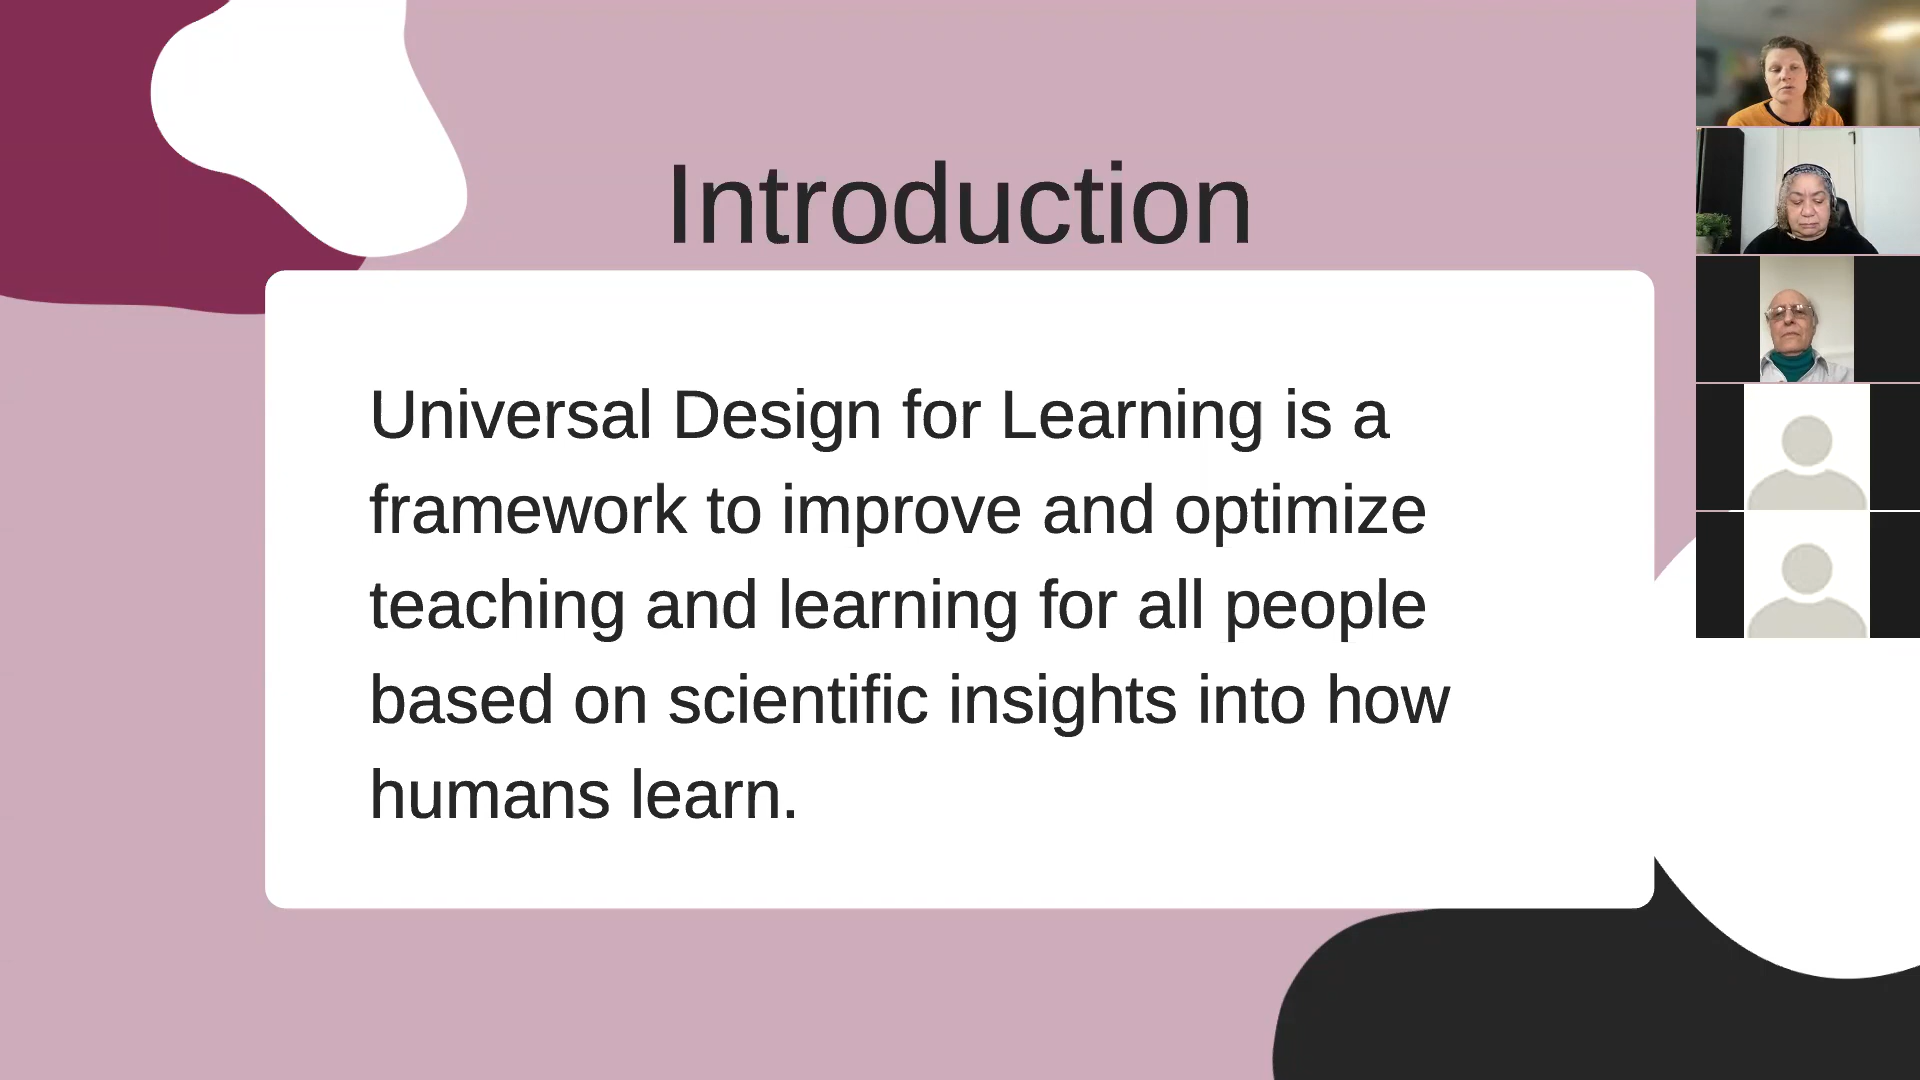 Introduction
Universal Design for Learning is a
framework to improve and optimize
teaching and learning for all people
based on scientific insights into how
humans learn.